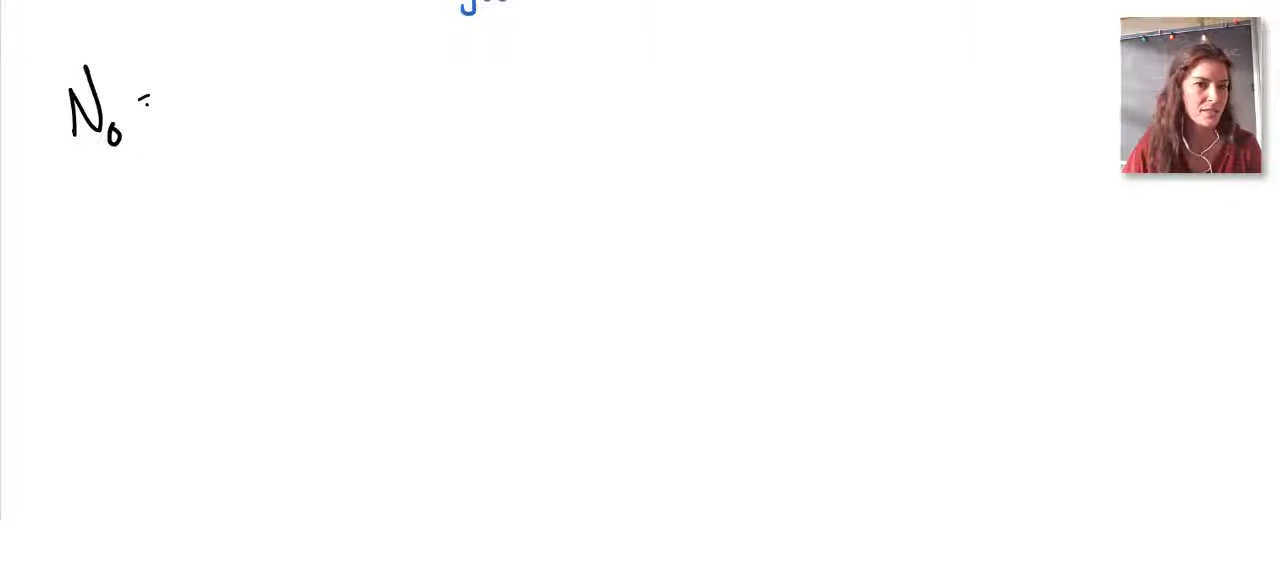 N₀ =